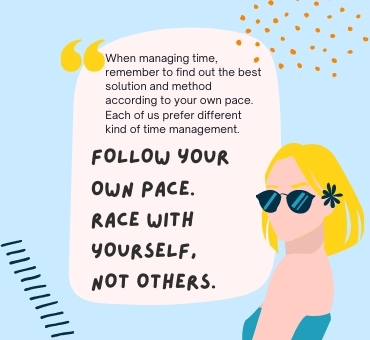 When managing time,
remember to find out the best
solution and method
according to your own pace.
Each of us prefer different
kind of time management.
FOLLOW YOUR
OWN PACE.
RACE WITH
YOURSELF,
NOT OTHERS.